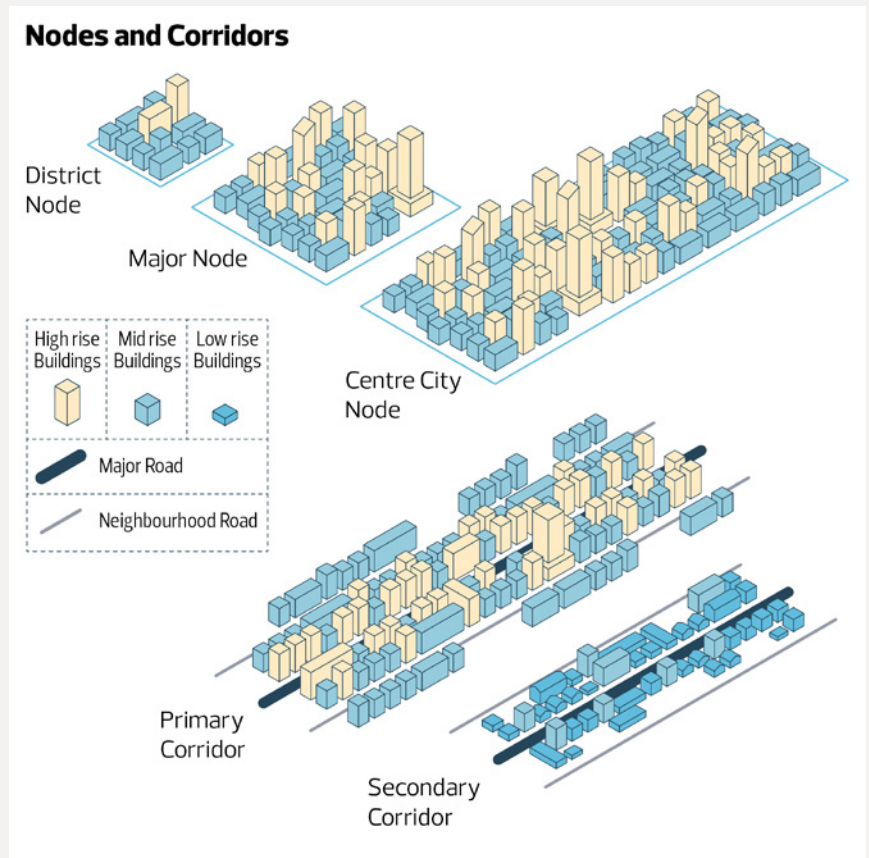 Nodes and Corridors
District
Node
Major Node
Centre City
Node
High rise
Buildings
Mid rise
Buildings
Low rise
Buildings
Major Road
Neighbourhood Road
Primary
Corridor
Secondary
Corridor